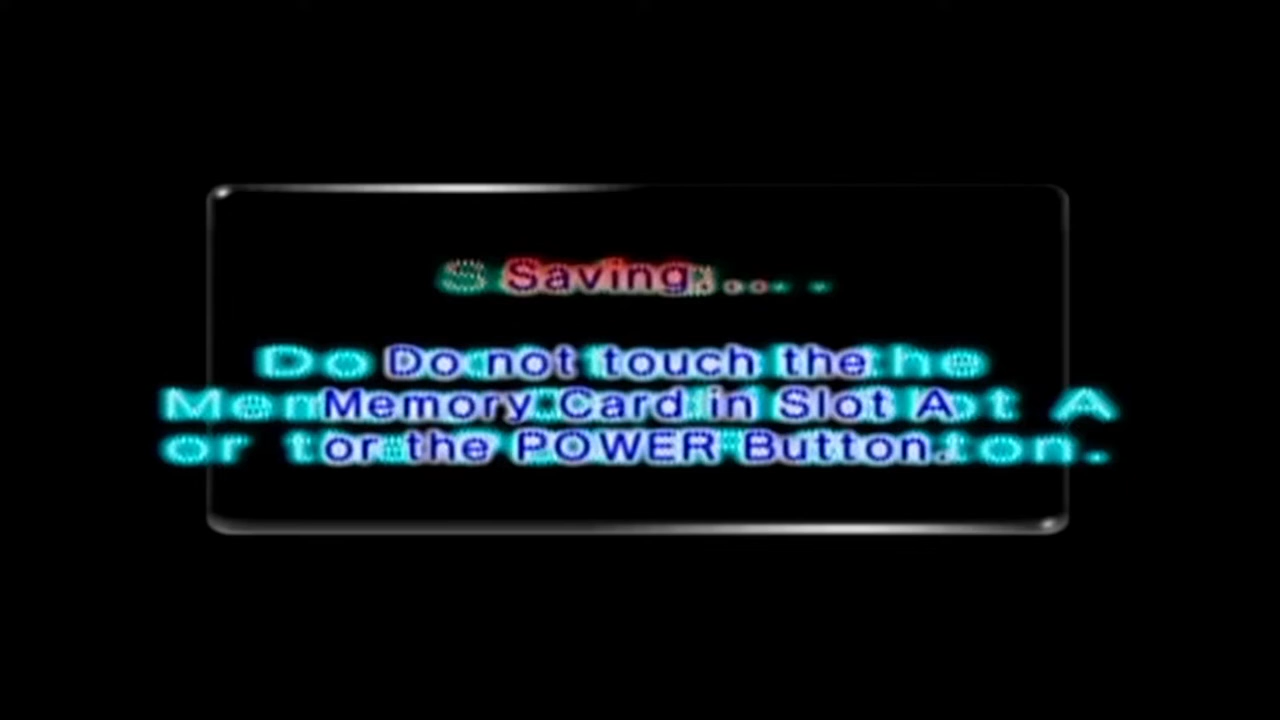 Saving....
Do not touch the
Memory Card in Slot A
or the POWER Button.